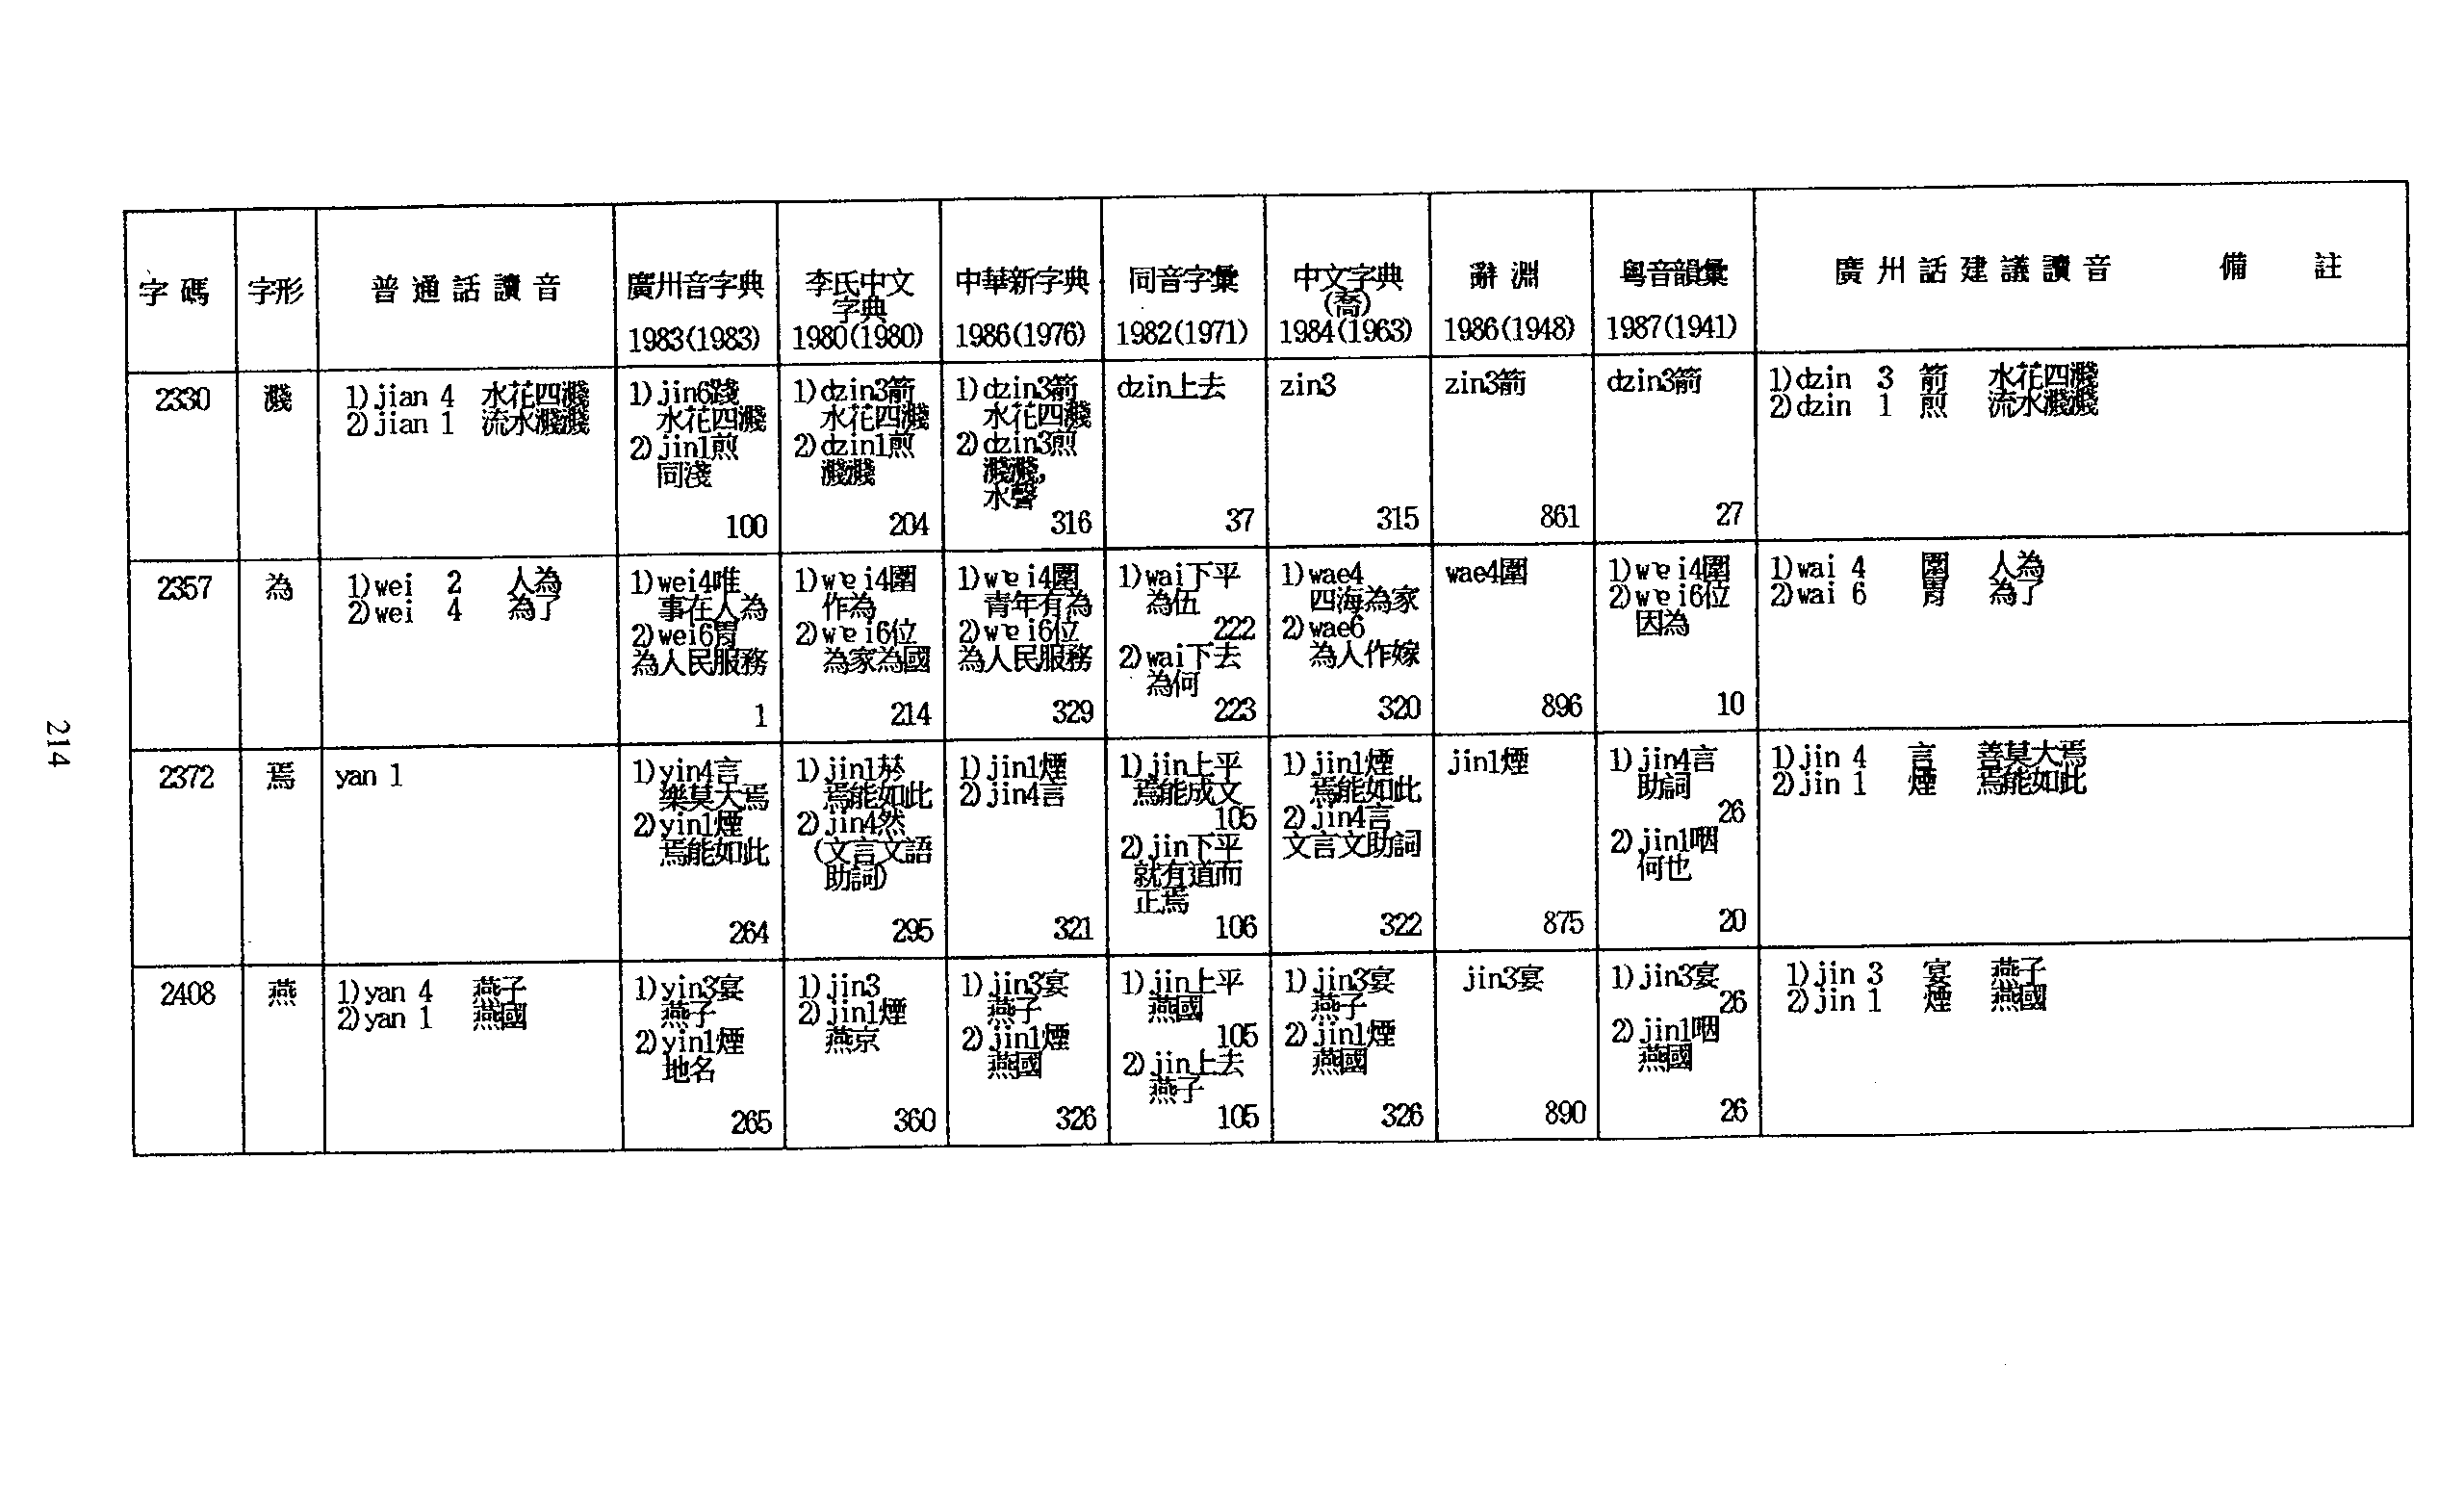 字碼 字形 普通話讀音 廣州音字典 1983(1983) 李氏中文字典 1980(1980) 中華新字典 1986(1976) 同音字彙 1982(1971) 中文字典(喬) 1984(1963) 辭淵 1986(1948) 粵音韻彙 1987(1941) 廣州話建議讀音 備註
2330
濺
1)jian 4 水花四濺
2)jian 1 流水濺濺
1)jin6踐
水花四濺
2)jin1煎
同淺
100
1)dzin3箭
水花四濺
2)dzin1煎
濺濺
204
1)dzin3箭
水花四濺
2)dzin3煎
濺濺,
水聲
316
dzin上去
37
zin3
315
zin3箭
861
dzin3箭
27
1)dzin 3 箭 水花四濺
2)dzin 1 煎 流水濺濺
2357
為
1)wei 2 人為
2)wei 4 為了
1)wei4唯
事在人為
2)wei6胃
為人民服務
1
1)wɐi4圍
作為
2)wɐi6位
為家為國
214
1)wɐi4圍
青年有為
2)wɐi6位
為人民服務
329
1)wai下平
為伍
222
2)wai下去
為何
223
1)wae4
四海為家
2)wae6
為人作嫁
320
wae4圍
896
1)wɐi4圍
2)wɐi6位
因為
10
1)wai 4 圍 人為
2)wai 6 胃 為了
2372
焉
yan 1
1)yin4言
樂莫大焉
2)yin1煙
焉能如此
264
1)jin1
焉能如此
2)jin4然
(文言文語
助詞)
295
1)jin1煙
2)jin4言
321
1)jin上平
焉能成文
105
2)jin下平
就有道而
正焉
106
1)jin1煙
焉能如此
2)jin4言
文言文助詞
322
jin1煙
875
1)jin4言
助詞
26
2)jin1咽
何也
20
1)jin 4 言 善莫大焉
2)jin 1 煙 焉能如此
2408
燕
1)yan 4 燕子
2)yan 1 燕國
1)yin3宴
燕子
2)yin1煙
地名
265
1)jin3
2)jin1煙
燕京
360
1)jin3宴
燕子
2)jin1煙
燕國
326
1)jin上平
燕國
105
2)jin上去
燕子
105
1)jin3宴
燕子
2)jin1煙
燕國
326
jin3宴
890
1)jin3宴
26
2)jin1咽
燕國
26
1)jin 3 宴 燕子
2)jin 1 煙 燕國
214